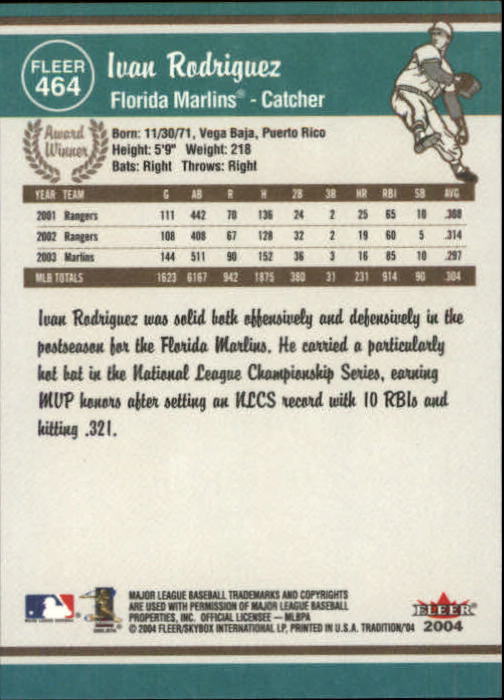 FLEER
464
Ivan Rodriguez
Florida Marlins® - Catcher
Award
Winner
Born: 11/30/71, Vega Baja, Puerto Rico
Height: 5'9" Weight: 218
Bats: Right Throws: Right
YEAR TEAM G AB R H 2B 3B HR RBI SB AVG
2001 Rangers 111 442 70 136 24 2 25 65 10 .308
2002 Rangers 108 408 67 128 32 2 19 60 5 .314
2003 Marlins 144 511 90 152 36 3 16 85 10 .297
MLB TOTALS 1623 6167 942 1875 380 31 231 914 90 .304
Ivan Rodriguez was solid both offensively and defensively in the
postseason for the Florida Marlins. He carried a particularly
hot bat in the National League Championship Series, earning
MVP honors after setting an NLCS record with 10 RBIs and
hitting .321.
MAJOR LEAGUE BASEBALL TRADEMARKS AND COPYRIGHTS
ARE USED WITH PERMISSION OF MAJOR LEAGUE BASEBALL
PROPERTIES, INC. OFFICIAL LICENSEE — MLBPA
© 2004 FLEER/SKYBOX INTERNATIONAL LP, PRINTED IN U.S.A. TRADITION/'04
FLEER
2004